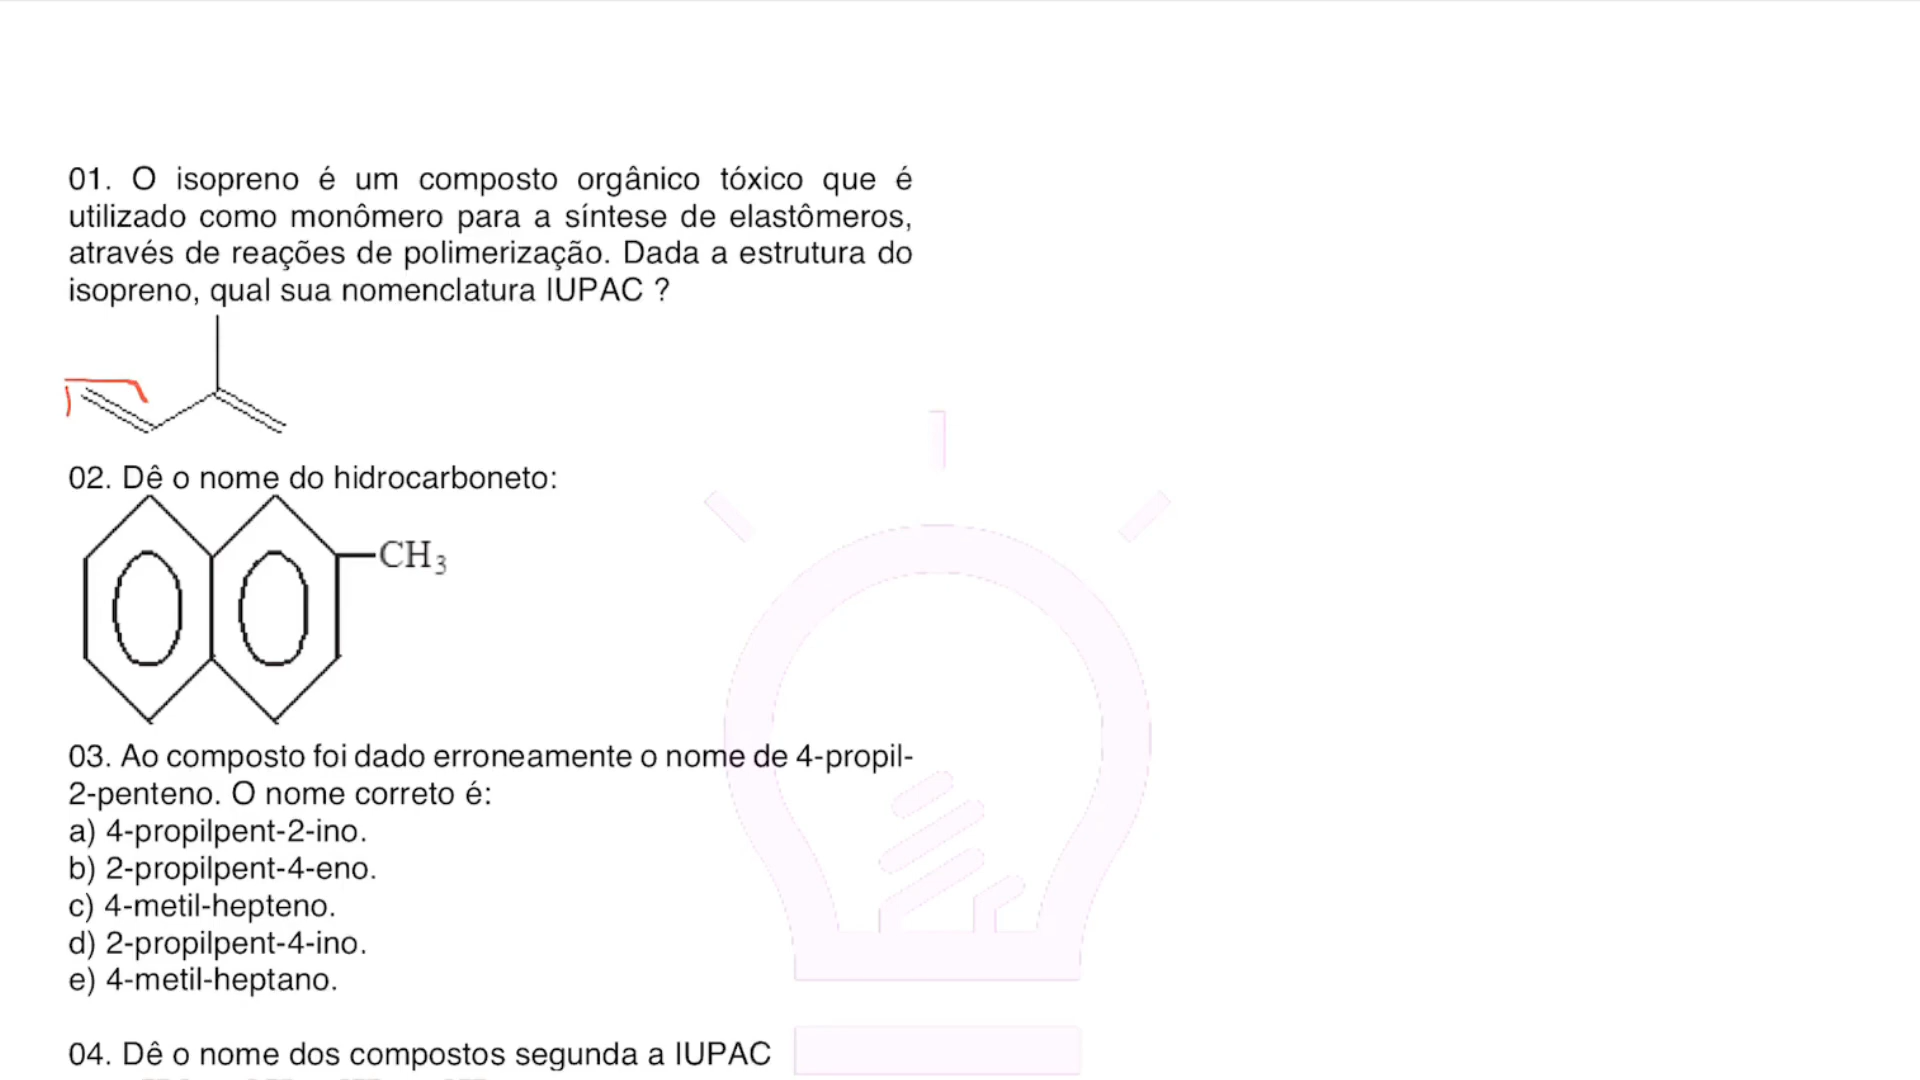 01. O isopreno é um composto orgânico tóxico que é
utilizado como monômero para a síntese de elastômeros,
através de reações de polimerização. Dada a estrutura do
isopreno, qual sua nomenclatura IUPAC ?
02. Dê o nome do hidrocarboneto:
CH3
03. Ao composto foi dado erroneamente o nome de 4-propil-
2-penteno. O nome correto é:
a) 4-propilpent-2-ino.
b) 2-propilpent-4-eno.
c) 4-metil-hepteno.
d) 2-propilpent-4-ino.
e) 4-metil-heptano.
04. Dê o nome dos compostos segunda a IUPAC